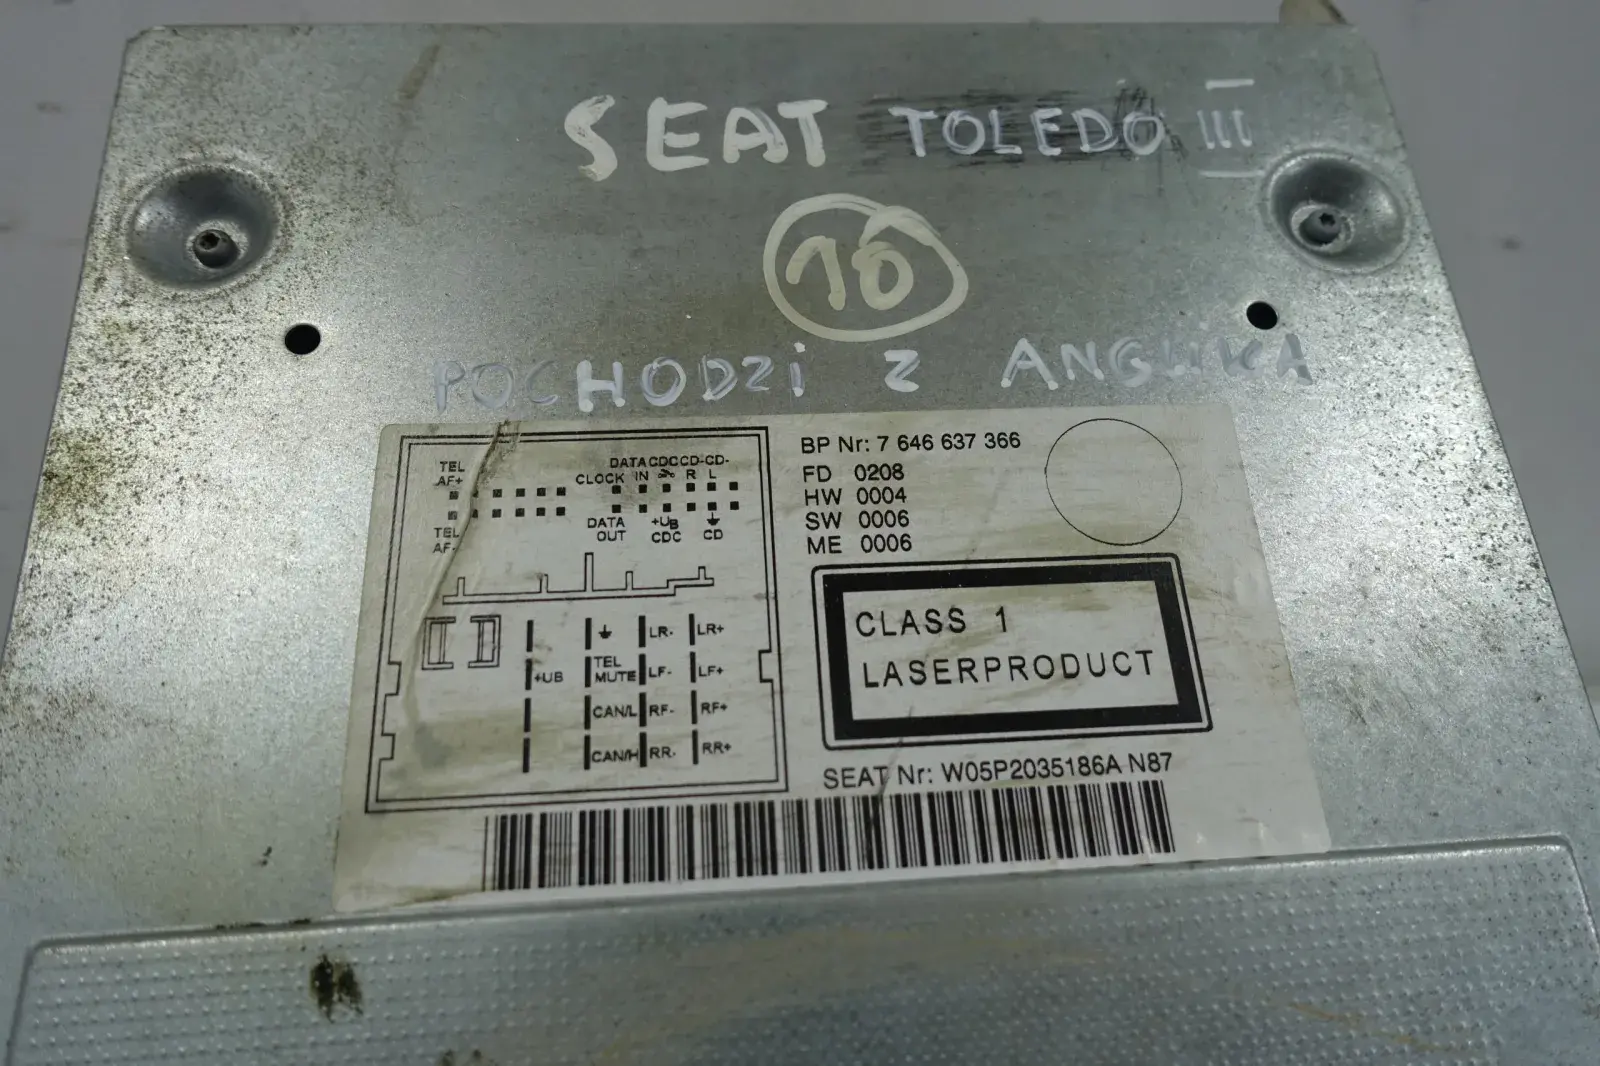 SEAT TOLEDO III
10
POCHODZI Z ANGLIKA
TEL AF+
DATA CDC CD- CD-
CLOCK IN R L
DATA OUT
+UB CDC
CD
TEL AF-
LR- LR+
+UB TEL MUTE LF- LF+
CAN/L RF- RF+
CAN/H RR- RR+
BP Nr: 7 646 637 366
FD 0208
HW 0004
SW 0006
ME 0006
CLASS 1
LASERPRODUCT
SEAT Nr: W05P2035186A N87